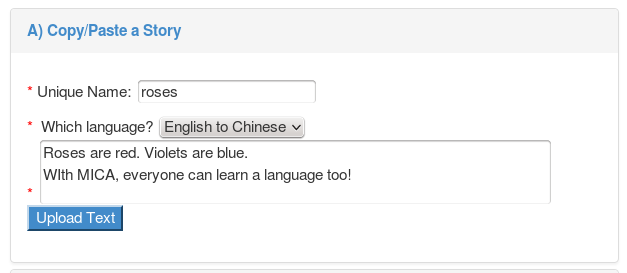 A) Copy/Paste a Story
* Unique Name: roses
* Which language? English to Chinese
Roses are red. Violets are blue.
WIth MICA, everyone can learn a language too!
*
Upload Text